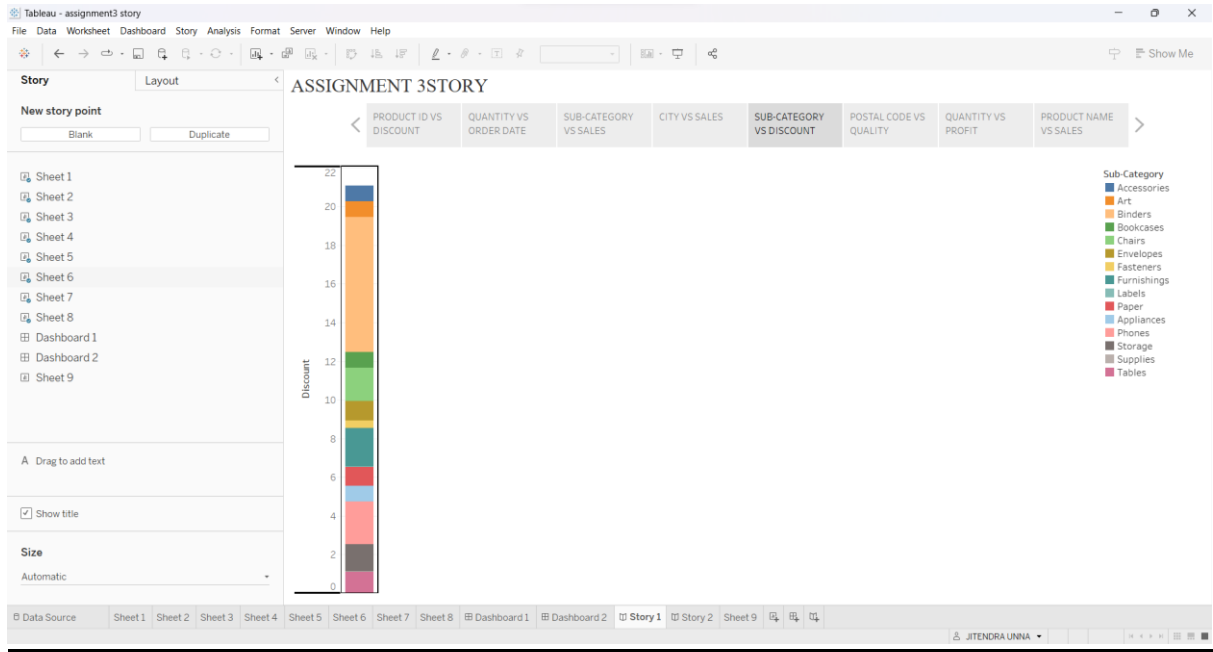 Tableau - assignment3 story
File Data Worksheet Dashboard Story Analysis Format Server Window Help
Show Me
Story Layout
New story point
Blank Duplicate
Sheet 1
Sheet 2
Sheet 3
Sheet 4
Sheet 5
Sheet 6
Sheet 7
Sheet 8
Dashboard 1
Dashboard 2
Sheet 9
A Drag to add text
Show title
Size
Automatic
ASSIGNMENT 3STORY
PRODUCT ID VS
DISCOUNT
QUANTITY VS
ORDER DATE
SUB-CATEGORY
VS SALES
CITY VS SALES
SUB-CATEGORY
VS DISCOUNT
POSTAL CODE VS
QUALITY
QUANTITY VS
PROFIT
PRODUCT NAME
VS SALES
22
20
18
16
14
12
10
8
6
4
2
0
Discount
Sub-Category
Accessories
Art
Binders
Bookcases
Chairs
Envelopes
Fasteners
Furnishings
Labels
Paper
Appliances
Phones
Storage
Supplies
Tables
Data Source Sheet 1 Sheet 2 Sheet 3 Sheet 4 Sheet 5 Sheet 6 Sheet 7 Sheet 8 Dashboard 1 Dashboard 2 Story 1 Story 2 Sheet 9
JITENDRA UNNA